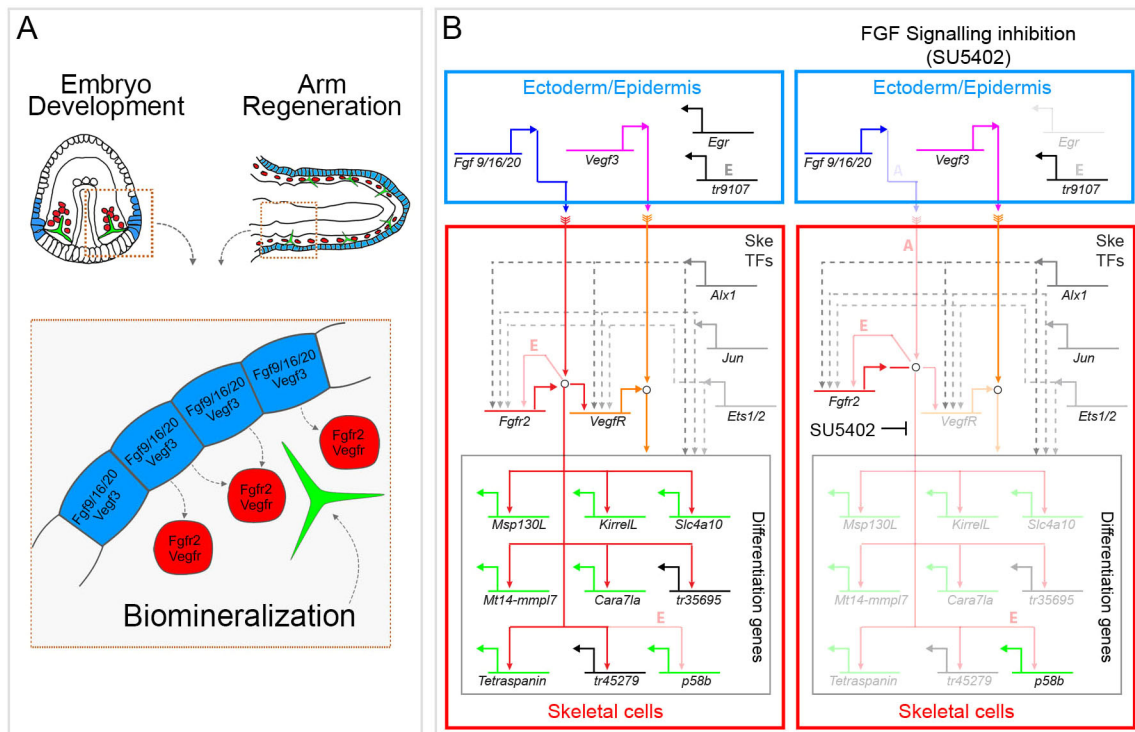 A
Embryo
Development
Arm
Regeneration
Fgf9/16/20
Vegf3
Fgf9/16/20
Vegf3
Fgf9/16/20
Vegf3
Fgf9/16/20
Vegf3
Fgfr2
Vegfr
Fgfr2
Vegfr
Fgfr2
Vegfr
Biomineralization
B
Ectoderm/Epidermis
Fgf 9/16/20
Vegf3
Egr
E
tr9107
Ske
TFs
Alx1
Jun
Ets1/2
E
Fgfr2
VegfR
Msp130L
KirrelL
Slc4a10
Mt14-mmpl7
Cara7la
tr35695
E
Tetraspanin
tr45279
p58b
Differentiation genes
Skeletal cells
FGF Signalling inhibition
(SU5402)
Ectoderm/Epidermis
Fgf 9/16/20
A
Vegf3
Egr
E
tr9107
A
Ske
TFs
Alx1
Jun
Ets1/2
E
Fgfr2
VegfR
SU5402
Msp130L
KirrelL
Slc4a10
Mt14-mmpl7
Cara7la
tr35695
E
Tetraspanin
tr45279
p58b
Differentiation genes
Skeletal cells